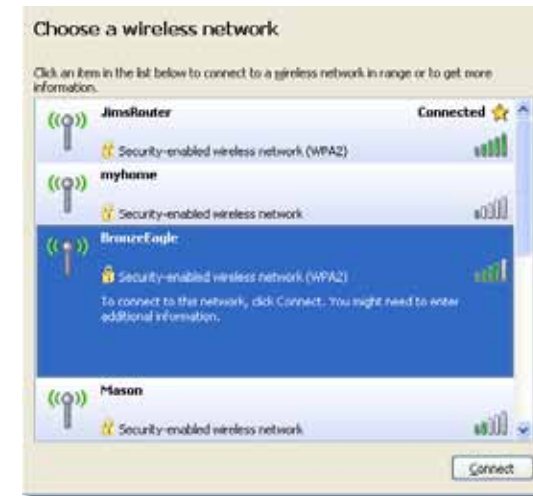 Choose a wireless network
Click an item in the list below to connect to a wireless network in range or to get more
information.
JimsRouter Connected
Security-enabled wireless network (WPA2)
myhome
Security-enabled wireless network
BronzeEagle
Security-enabled wireless network (WPA2)
To connect to this network, click Connect. You might need to enter
additional information.
Mason
Security-enabled wireless network
Connect